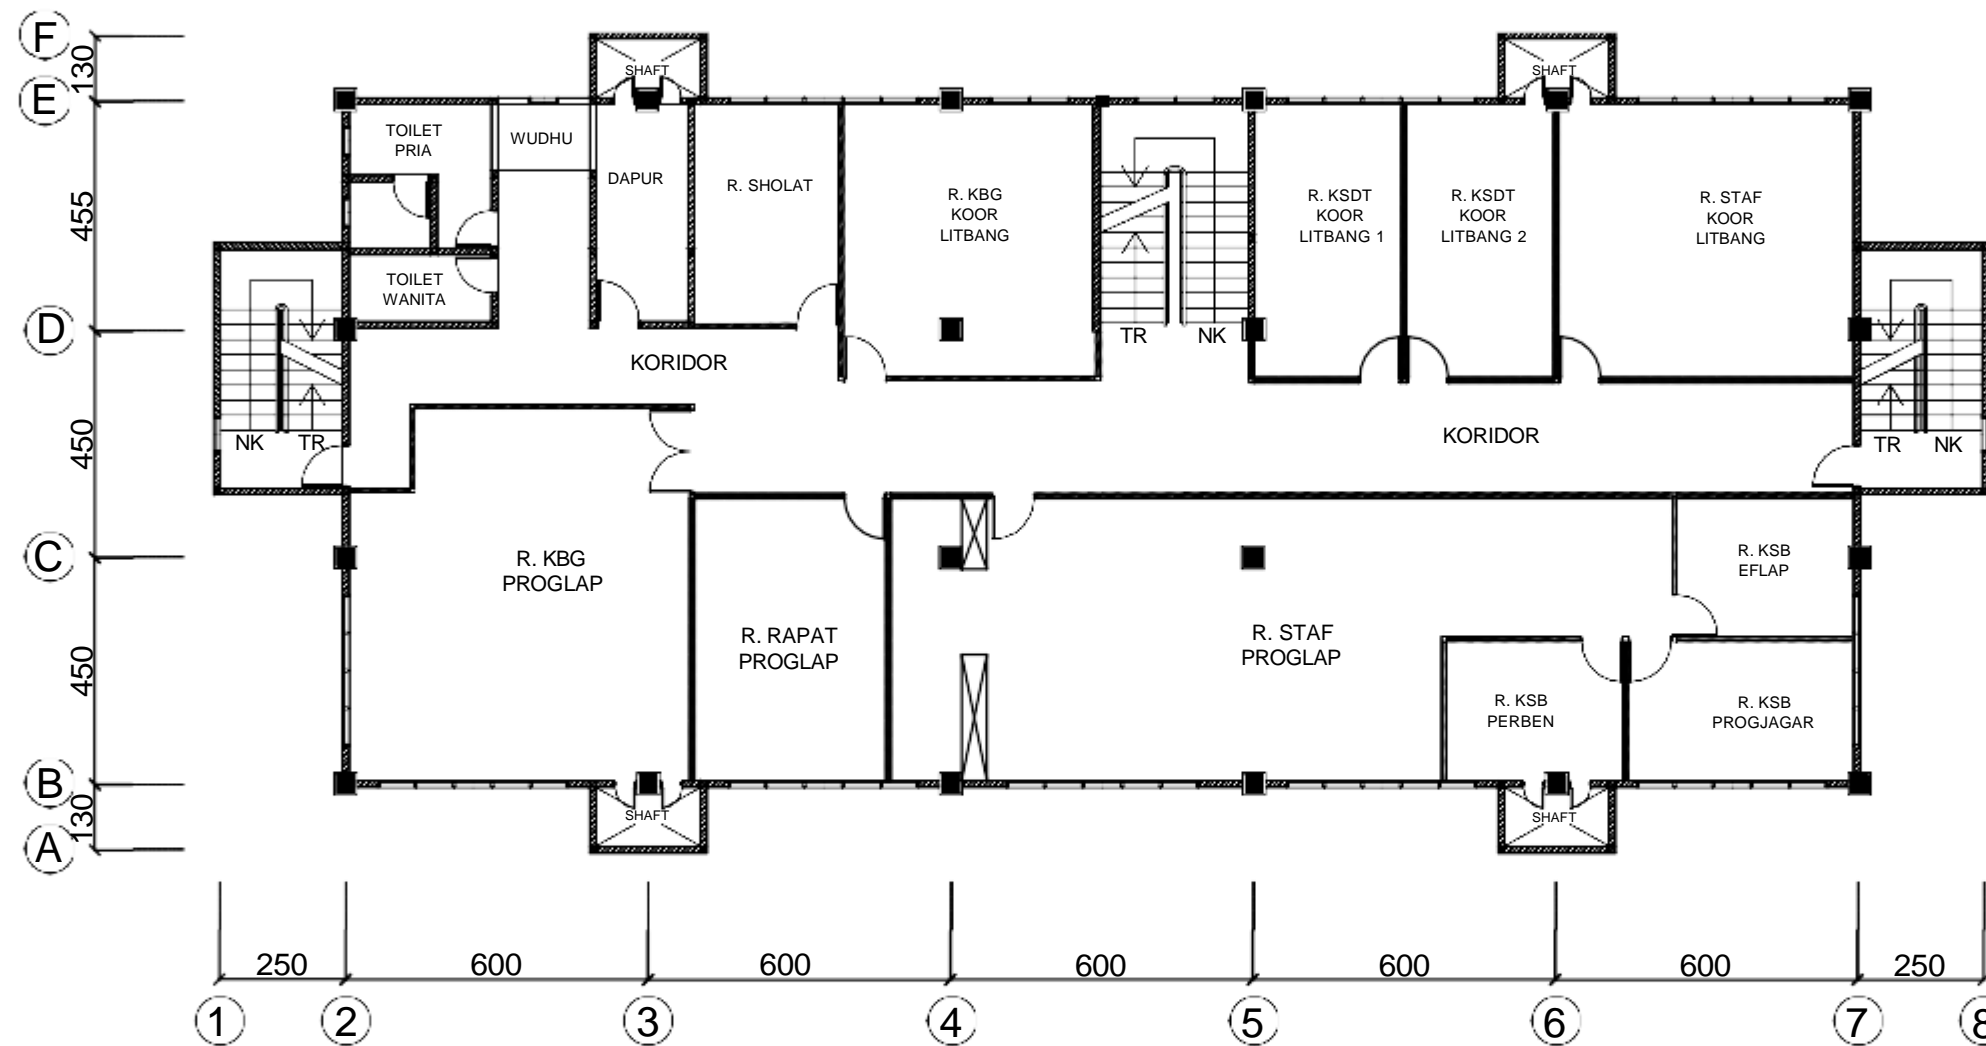 F
130
SHAFT
SHAFT
E
TOILET
PRIA
WUDHU
DAPUR
R. SHOLAT
R. KBG
KOOR
LITBANG
R. KSDT
KOOR
LITBANG 1
R. KSDT
KOOR
LITBANG 2
R. STAF
KOOR
LITBANG
455
TOILET
WANITA
D
TR
NK
KORIDOR
NK
TR
450
KORIDOR
TR
NK
C
R. KBG
PROGLAP
R. KSB
EFLAP
R. RAPAT
PROGLAP
R. STAF
PROGLAP
450
R. KSB
PERBEN
R. KSB
PROGJAGAR
B
130
SHAFT
SHAFT
A
250
600
600
600
600
600
250
1
2
3
4
5
6
7
8